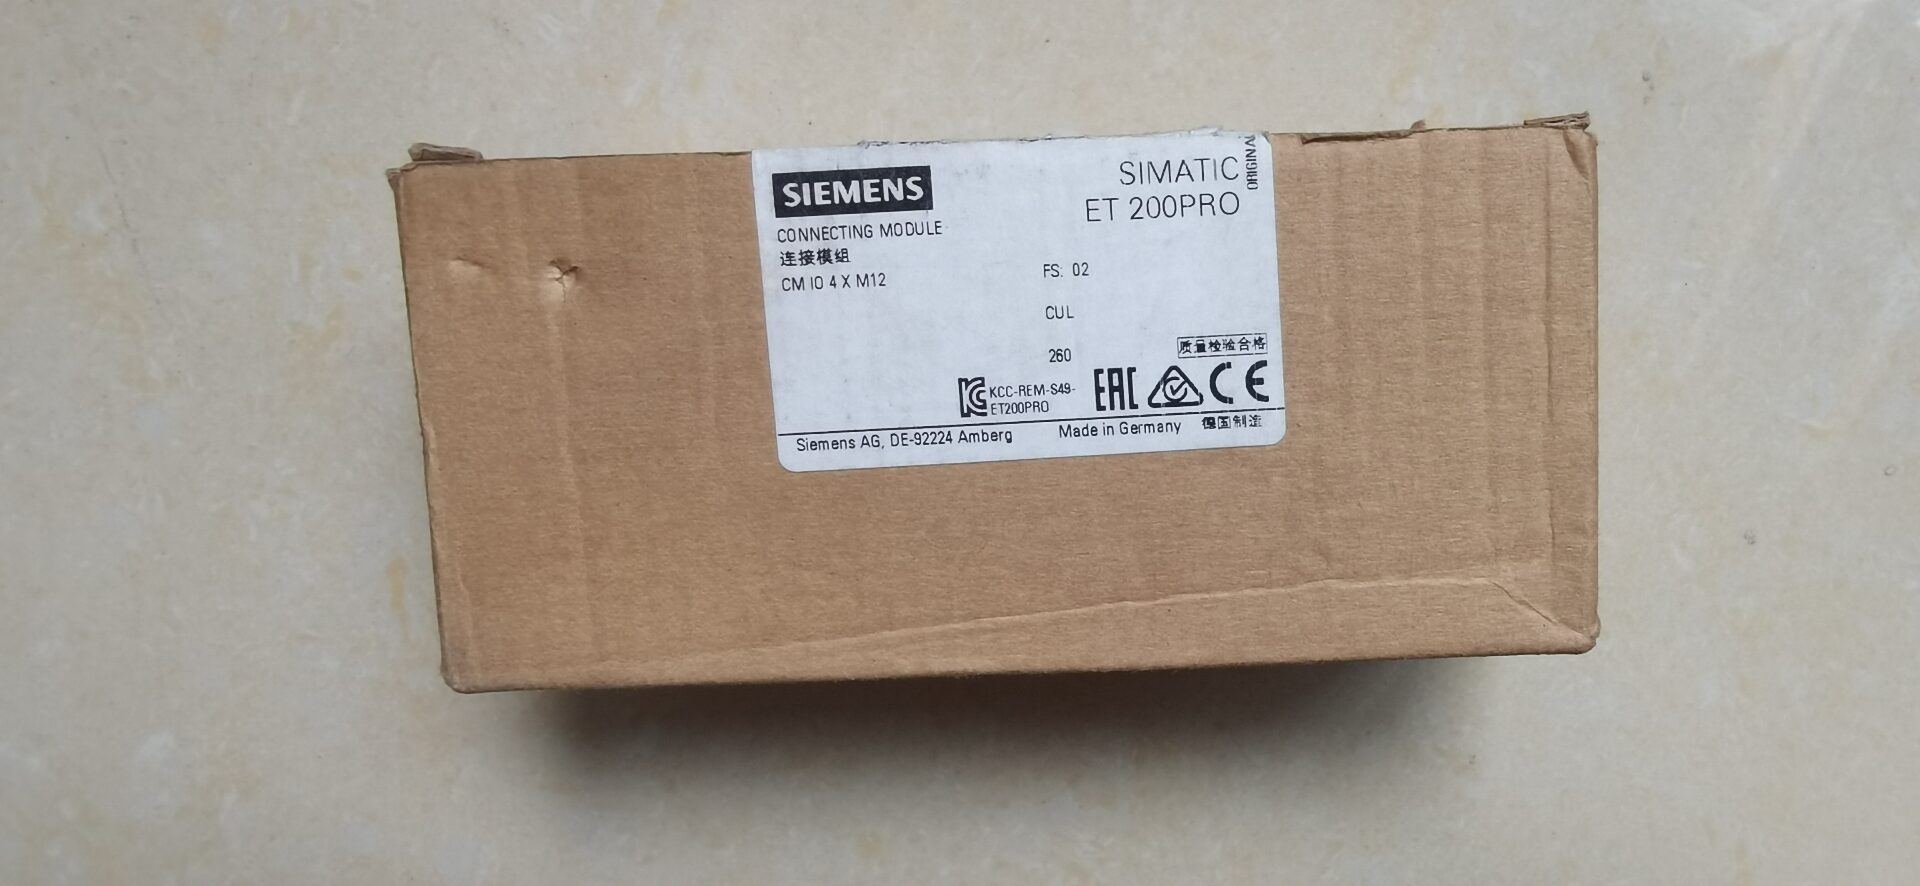 SIEMENS
SIMATIC
ET 200PRO
ORIGINA
CONNECTING MODULE
连接模组
CM IO 4 X M12
FS: 02
CUL
260
质量检验合格
KCC-REM-S49-
ET200PRO
EAC
CE
Siemens AG, DE-92224 Amberg
Made in Germany 德国制造